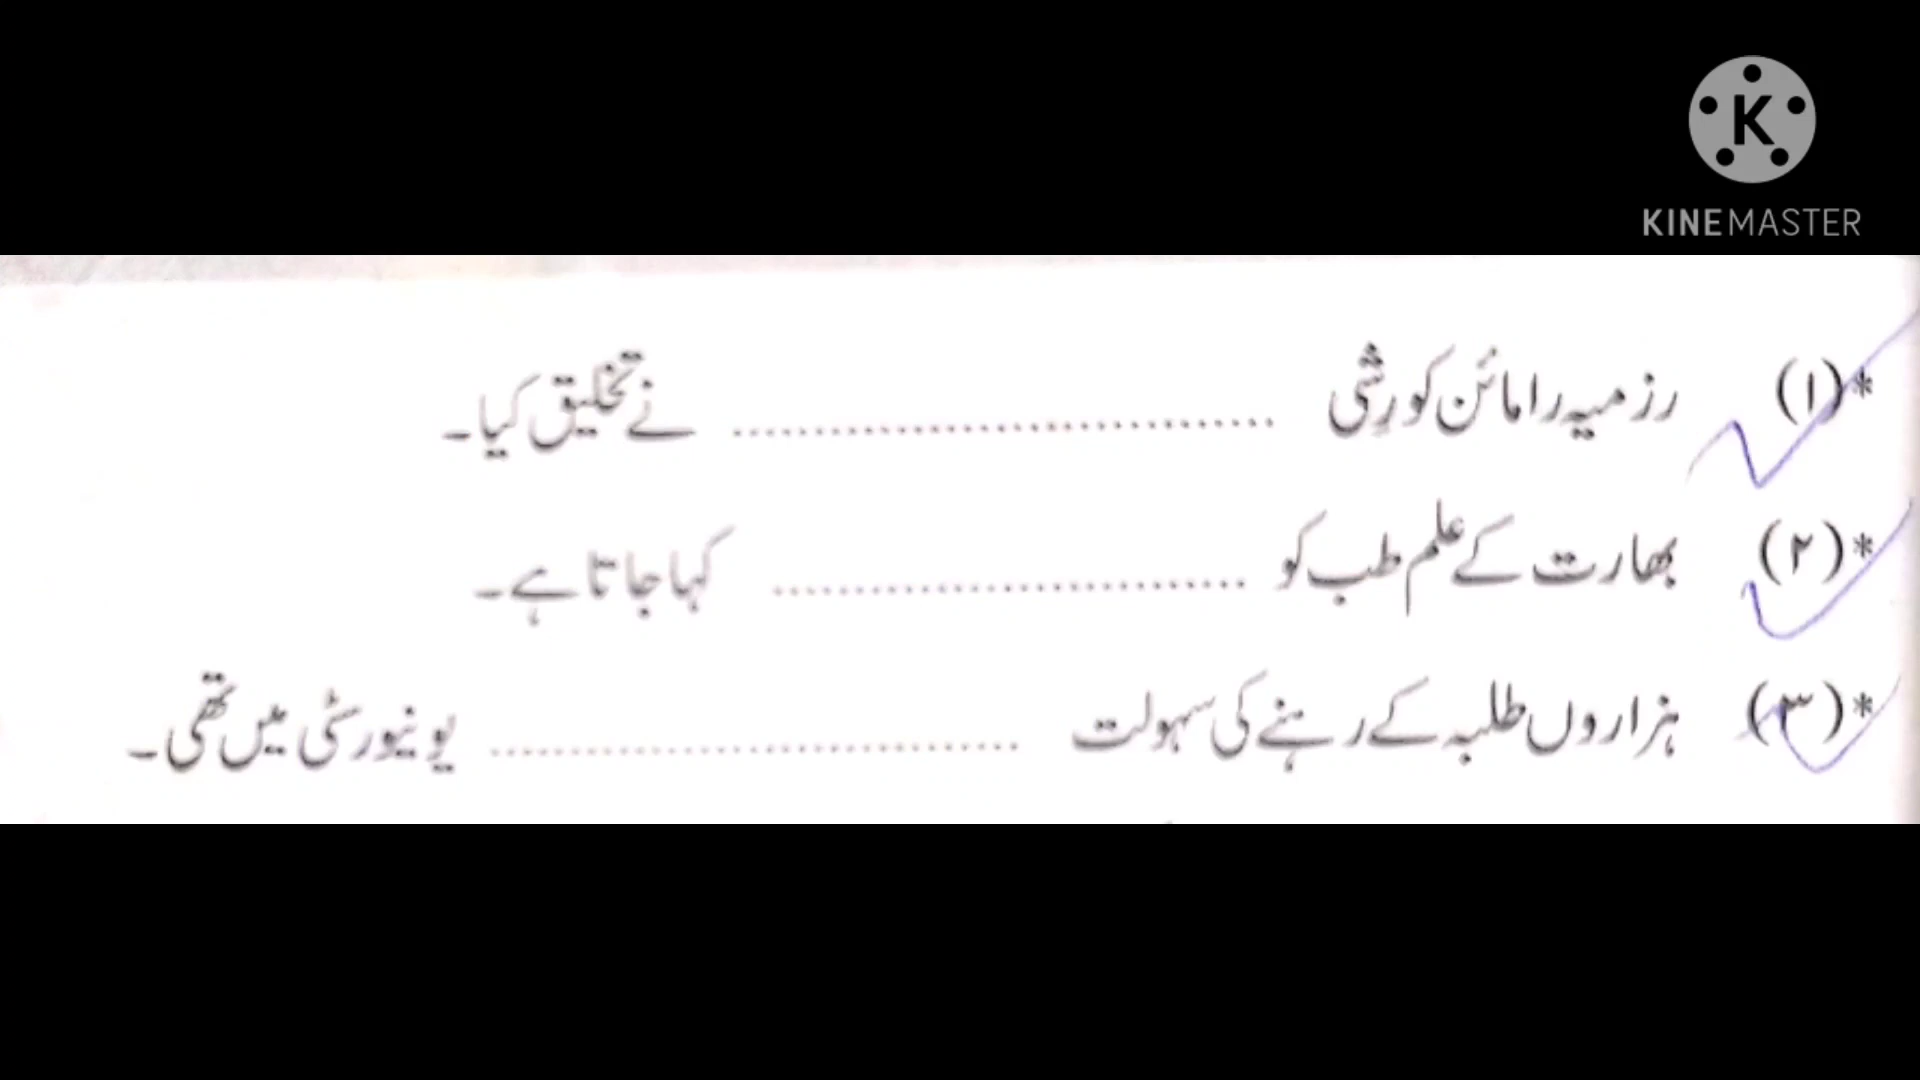 KINEMASTER
*(۱) رزمیہ رامائن کو رِشی .................................. نے تخلیق کیا۔
*(۲) بھارت کے علم طب کو .............................. کہا جاتا ہے۔
*(۳) ہزاروں طلبہ کے رہنے کی سہولت ................................. یونیورسٹی میں تھی۔